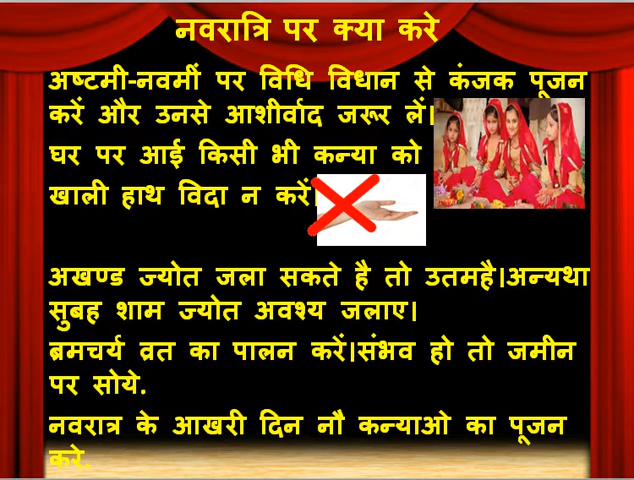 नवरात्रि पर क्या करे
अष्टमी-नवमीं पर विधि विधान से कंजक पूजन
करें और उनसे आशीर्वाद जरूर लें।
घर पर आई किसी भी कन्या को
खाली हाथ विदा न करें।
अखण्ड ज्योत जला सकते है तो उतमहै।अन्यथा
सुबह शाम ज्योत अवश्य जलाए।
ब्रमचर्य व्रत का पालन करें।संभव हो तो जमीन
पर सोये.
नवरात्र के आखरी दिन नौ कन्याओ का पूजन
करे.